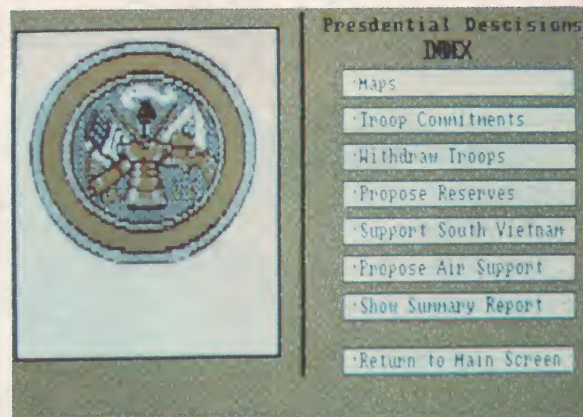 Presdential Descisions
INDEX
·Maps
·Troop Commitments
·Withdraw Troops
·Propose Reserves
·Support South Vietnam
·Propose Air Support
·Show Summary Report
·Return to Main Screen